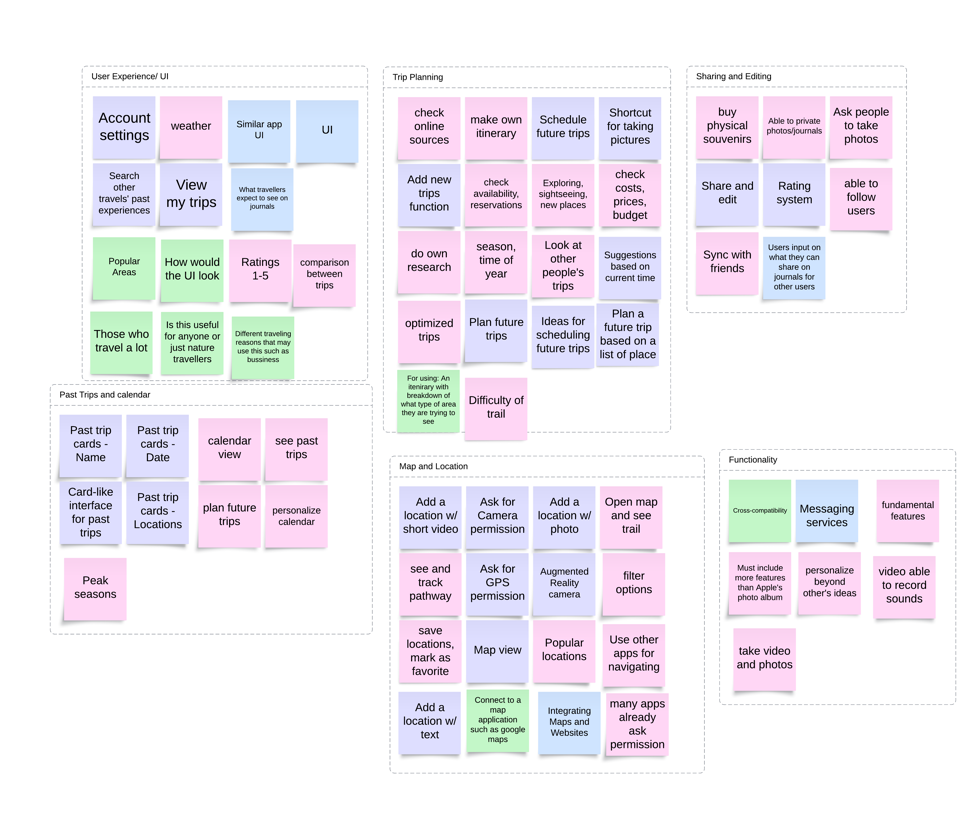 User Experience/ UI
Account
settings
weather
Similar app
UI
UI
Search
other
travels' past
experiences
View
my trips
What travellers
expect to see on
journals
Popular
Areas
How would
the UI look
Ratings
1-5
comparison
between
trips
Those who
travel a lot
Is this useful
for anyone or
just nature
travellers
Different traveling
reasons that may
use this such as
bussiness
Trip Planning
check
online
sources
make own
itinerary
Schedule
future trips
Shortcut
for taking
pictures
Add new
trips
function
check
availability,
reservations
Exploring,
sightseeing,
new places
check
costs,
prices,
budget
do own
research
season,
time of
year
Look at
other
people's
trips
Suggestions
based on
current time
optimized
trips
Plan future
trips
Ideas for
scheduling
future trips
Plan a
future trip
based on a
list of place
For using: An
itenirary with
breakdown of
what type of area
they are trying to
see
Difficulty of
trail
Sharing and Editing
buy
physical
souvenirs
Able to private
photos/journals
Ask people
to take
photos
Share and
edit
Rating
system
able to
follow
users
Sync with
friends
Users input on
what they can
share on
journals for
other users
Past Trips and calendar
Past trip
cards -
Name
Past trip
cards -
Date
calendar
view
see past
trips
Card-like
interface
for past
trips
Past trip
cards -
Locations
plan future
trips
personalize
calendar
Peak
seasons
Map and Location
Add a
location w/
short video
Ask for
Camera
permission
Add a
location w/
photo
Open map
and see
trail
see and
track
pathway
Ask for
GPS
permission
Augmented
Reality
camera
filter
options
save
locations,
mark as
favorite
Map view
Popular
locations
Use other
apps for
navigating
Add a
location w/
text
Connect to a
map
application
such as google
maps
Integrating
Maps and
Websites
many apps
already
ask
permission
Functionality
Cross-compatibility
Messaging
services
fundamental
features
Must include
more features
than Apple's
photo album
personalize
beyond
other's ideas
video able
to record
sounds
take video
and photos